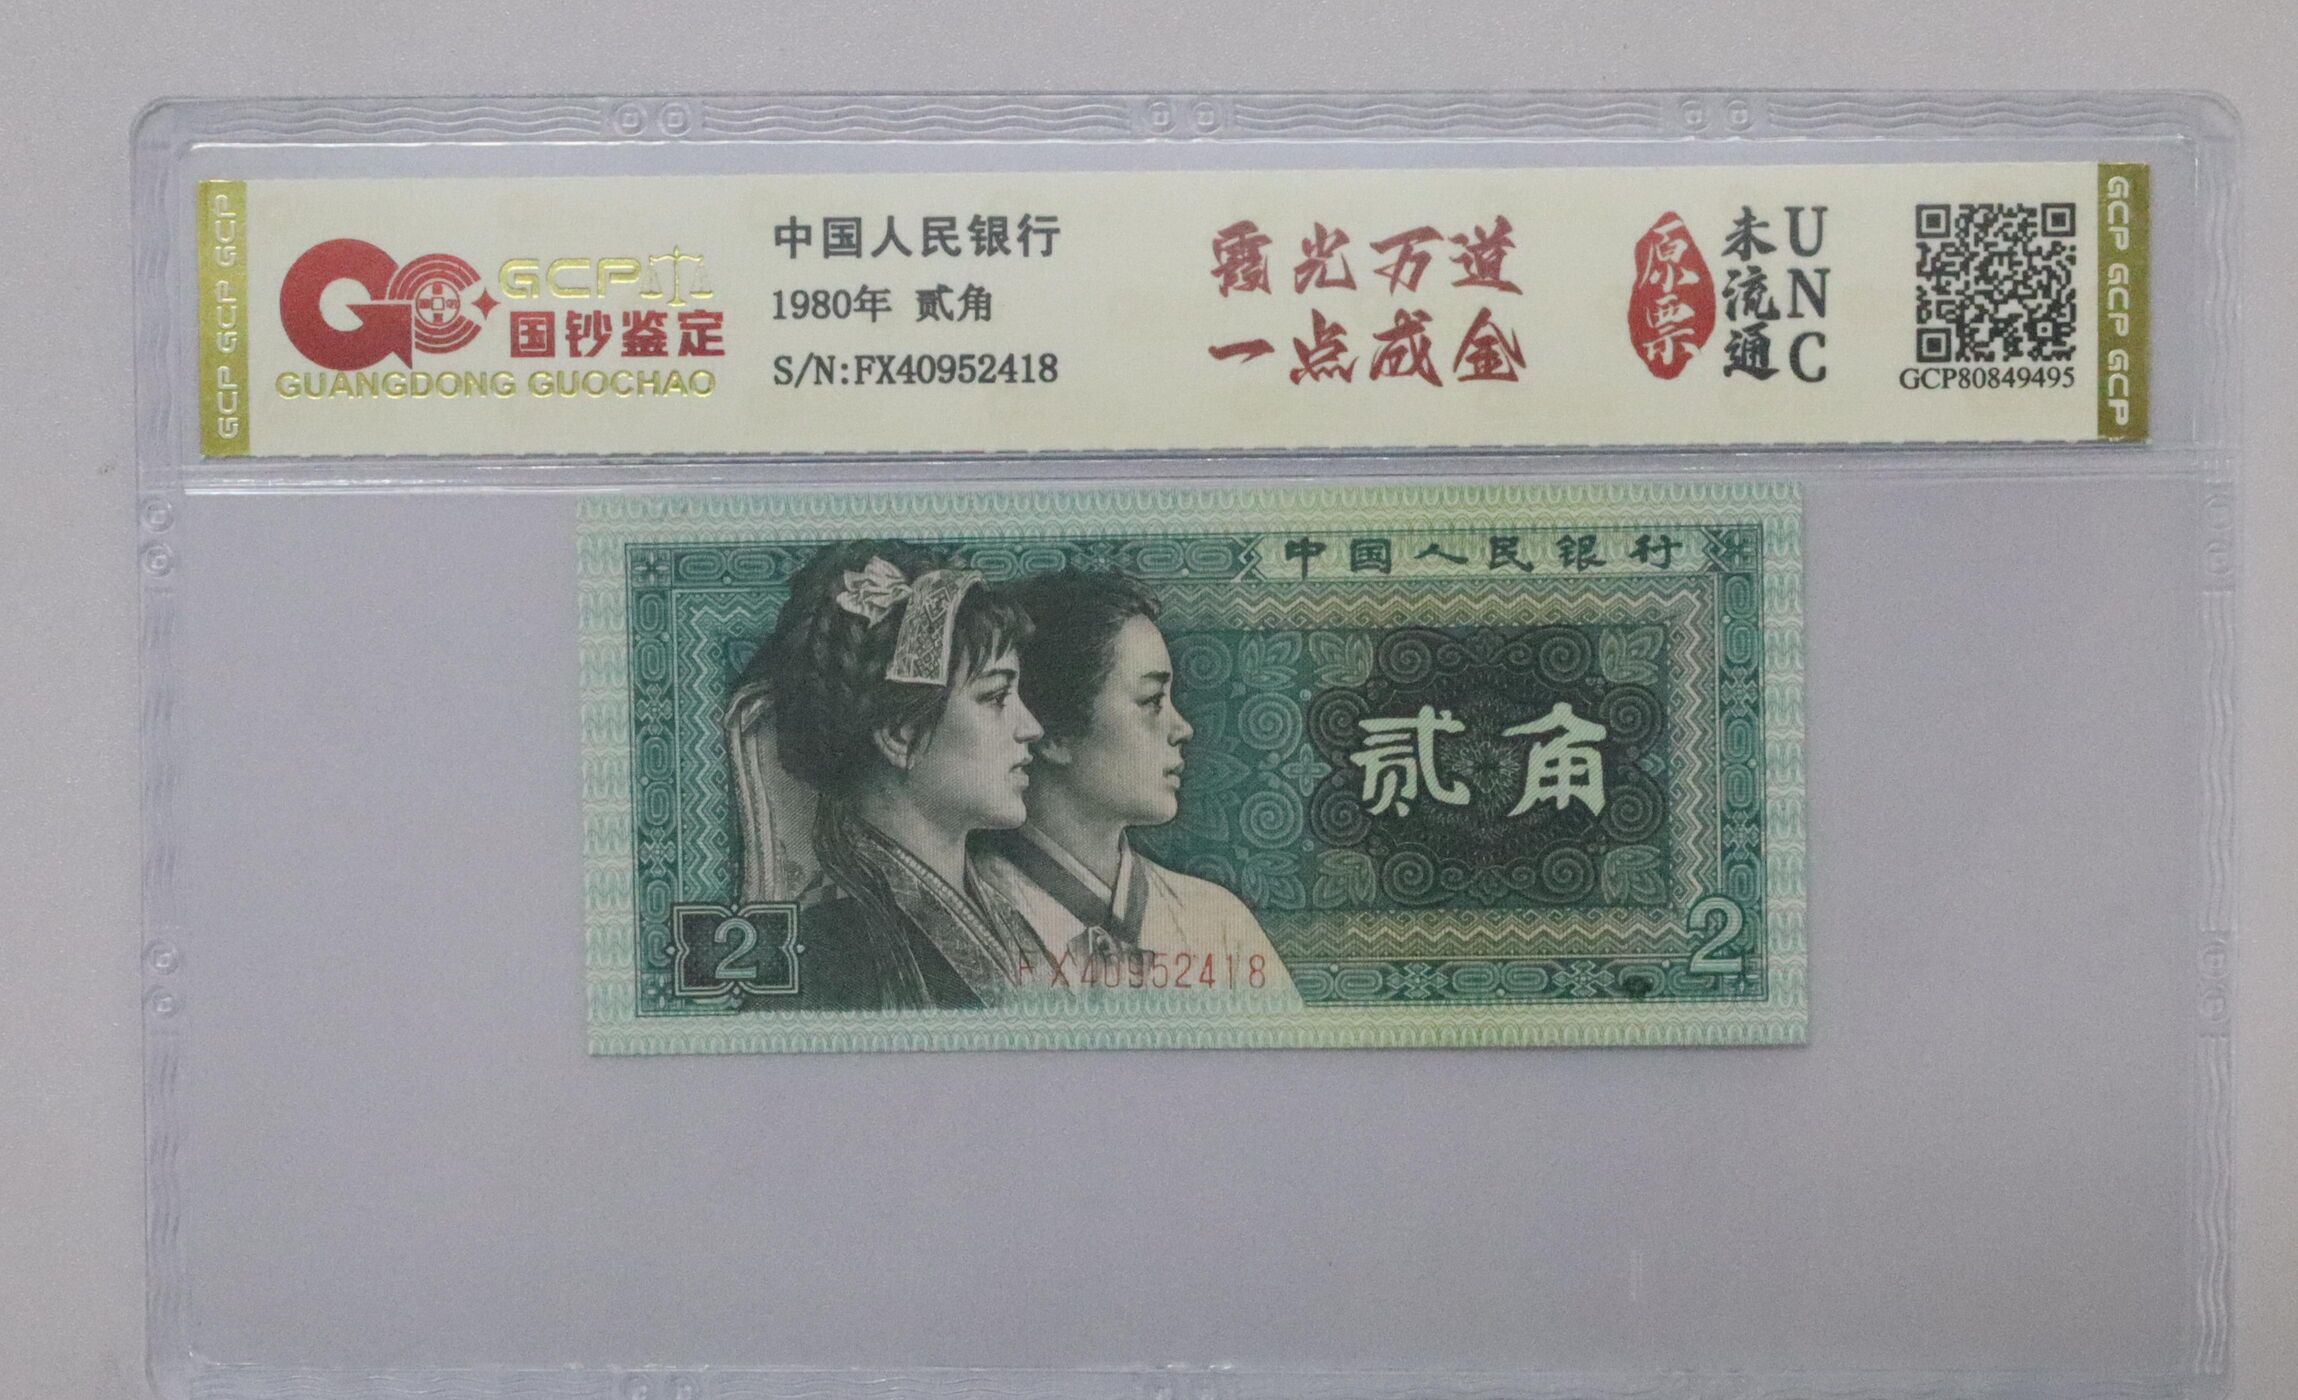 GCP GCP GCP
GCP
国钞鉴定
GUANGDONG GUOCHAO
中国人民银行
1980年 贰角
S/N:FX40952418
霞光万道
一点成金
原票
未流通
UNC
GCP80849495
GCP GCP GCP
中国人民银行
贰角
2
2
FX40952418